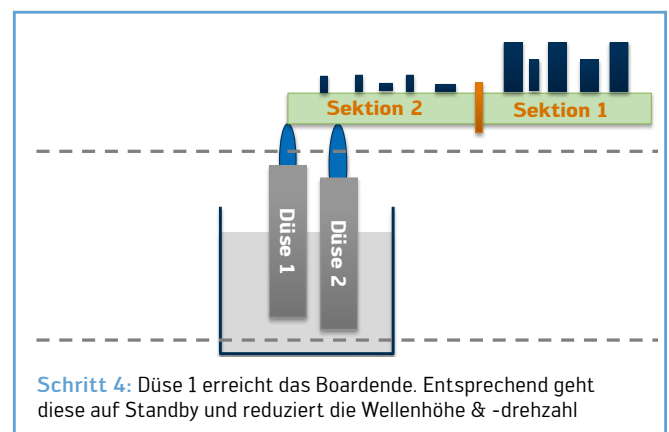 Sektion 2
Sektion 1
Düse 1
Düse 2
Schritt 4: Düse 1 erreicht das Boardende. Entsprechend geht
diese auf Standby und reduziert die Wellenhöhe & -drehzahl